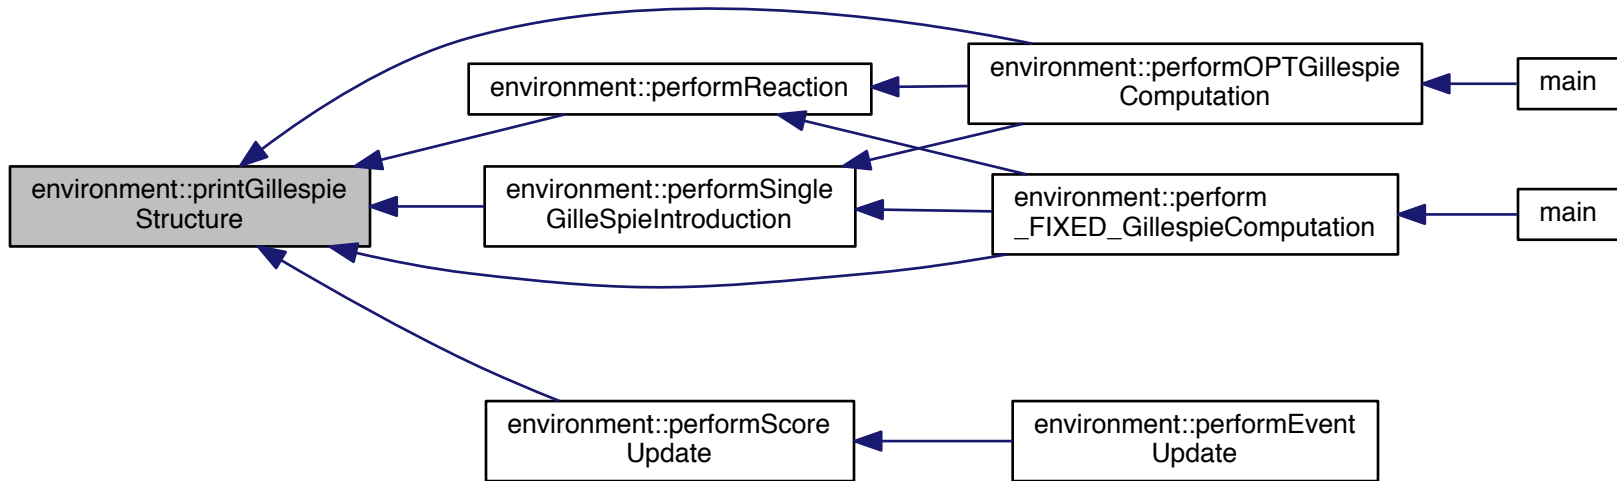 environment::printGillespie
Structure
environment::performReaction
environment::performSingle
GilleSpieIntroduction
environment::performScore
Update
environment::performOPTGillespie
Computation
environment::perform
_FIXED_GillespieComputation
environment::performEvent
Update
main
main